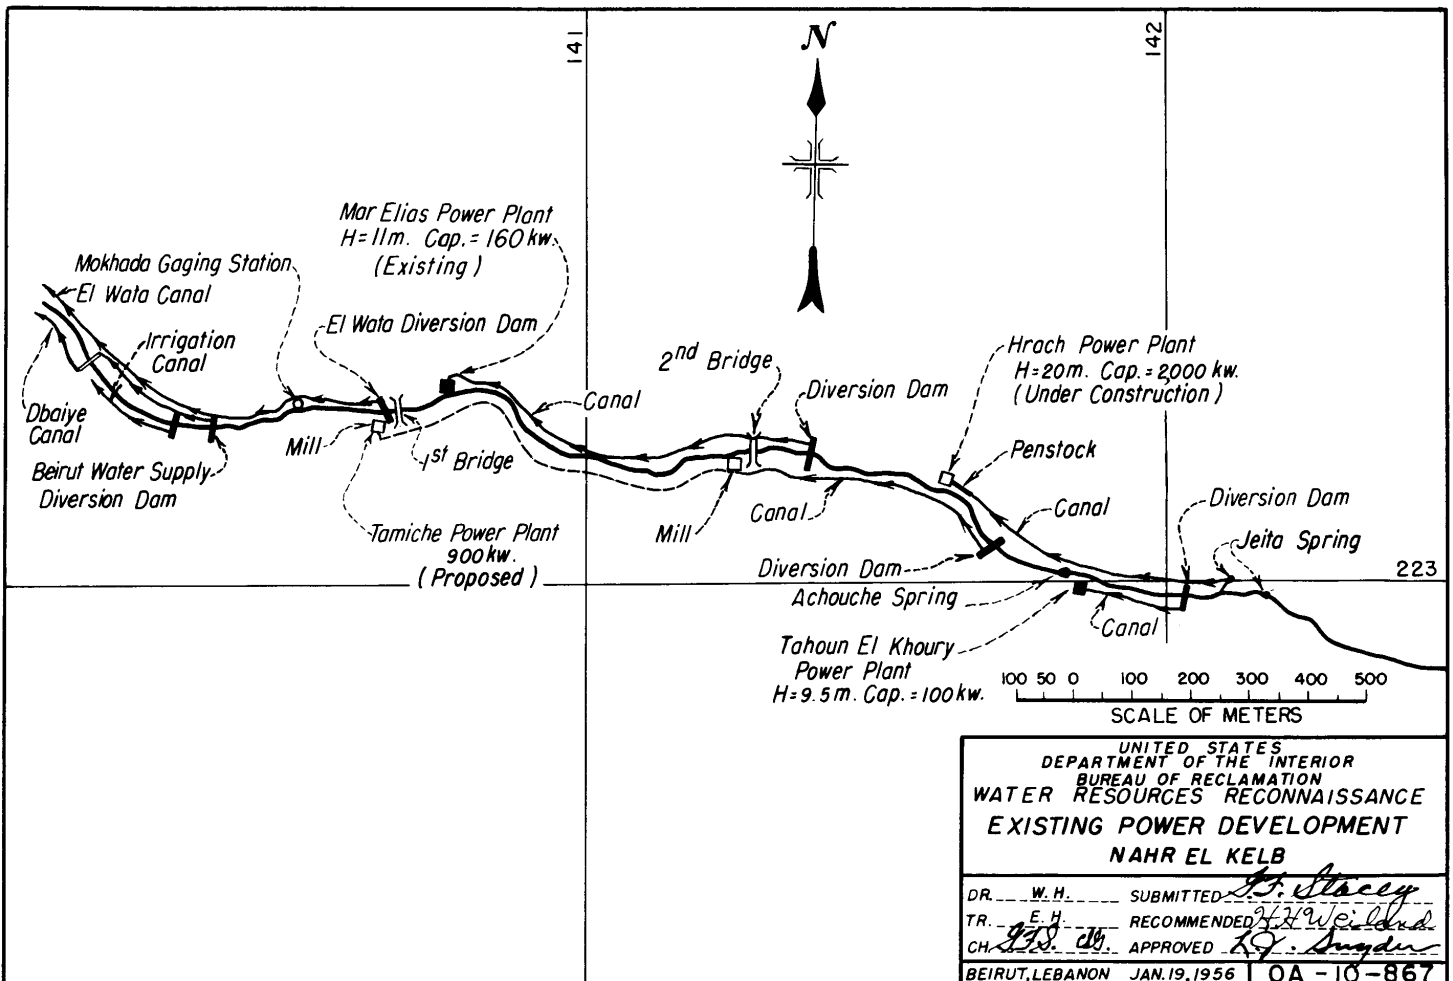 141
142
N
Mar Elias Power Plant
H=11m. Cap.=160 kw.
(Existing)
Mokhada Gaging Station
El Wata Canal
El Wata Diversion Dam
Irrigation
Canal
2nd Bridge
Hrach Power Plant
H=20m. Cap.=2,000 kw.
(Under Construction)
Diversion Dam
Canal
Dbaiye
Canal
Mill
1st Bridge
Penstock
Beirut Water Supply
Diversion Dam
Canal
Canal
Diversion Dam
Tamiche Power Plant
900 kw.
(Proposed)
Mill
Jeita Spring
Diversion Dam
223
Achouche Spring
Canal
Tahoun El Khoury
Power Plant
H=9.5m. Cap.=100 kw.
100 50 0 100 200 300 400 500
SCALE OF METERS
UNITED STATES
DEPARTMENT OF THE INTERIOR
BUREAU OF RECLAMATION
WATER RESOURCES RECONNAISSANCE
EXISTING POWER DEVELOPMENT
NAHR EL KELB
DR. W.H. SUBMITTED G.F. Stacey
TR. E.H. RECOMMENDED H.H. Weiland
CH. G.F.S. APPROVED L.J. Snyder
BEIRUT, LEBANON JAN. 19, 1956 OA-10-867